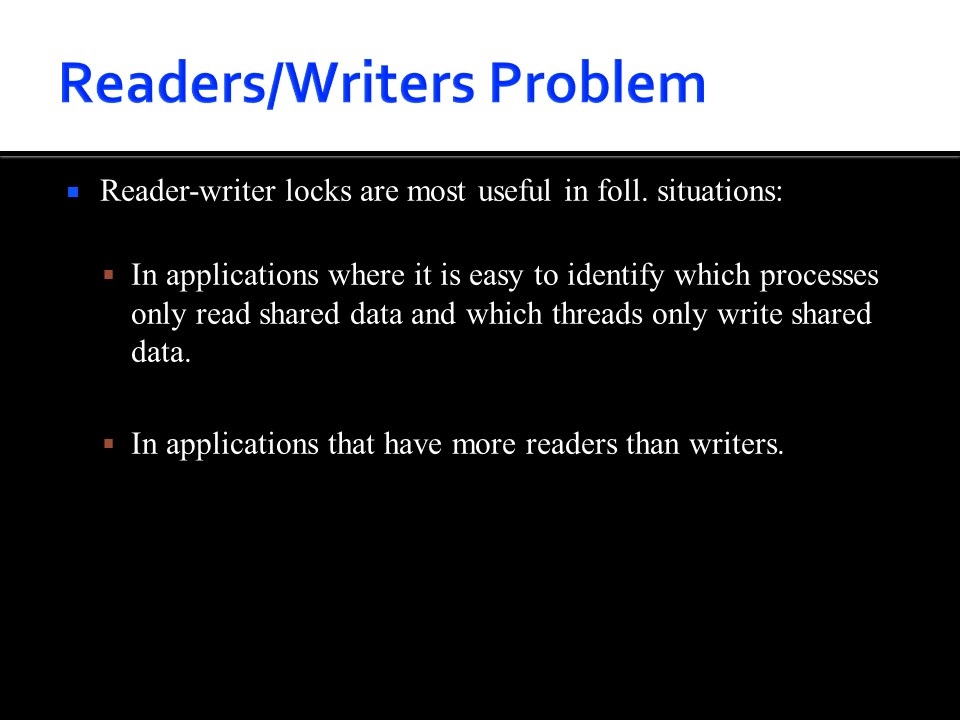 Readers/Writers Problem
Reader-writer locks are most useful in foll. situations:
In applications where it is easy to identify which processes
only read shared data and which threads only write shared
data.
In applications that have more readers than writers.